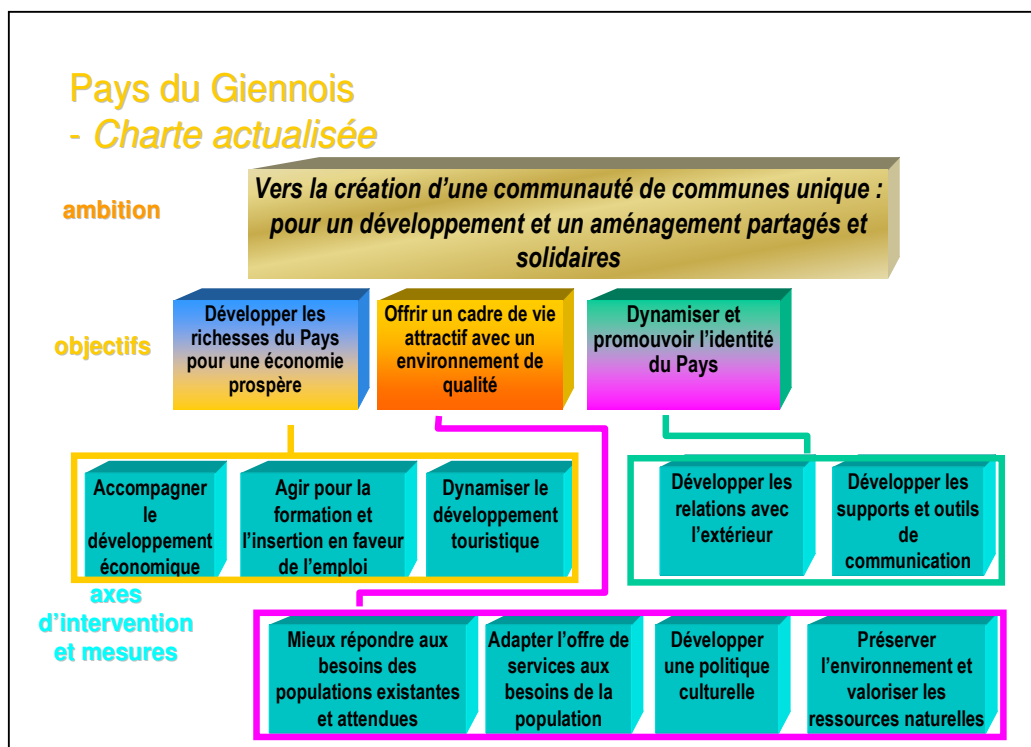 Pays du Giennois
- Charte actualisée
ambition
Vers la création d’une communauté de communes unique :
pour un développement et un aménagement partagés et
solidaires
objectifs
Développer les
richesses du Pays
pour une économie
prospère
Offrir un cadre de vie
attractif avec un
environnement de
qualité
Dynamiser et
promouvoir l’identité
du Pays
Accompagner
le
développement
économique
Agir pour la
formation et
l’insertion en faveur
de l’emploi
Dynamiser le
développement
touristique
Développer les
relations avec
l’extérieur
Développer les
supports et outils
de
communication
axes
d’intervention
et mesures
Mieux répondre aux
besoins des
populations existantes
et attendues
Adapter l’offre de
services aux
besoins de la
population
Développer
une politique
culturelle
Préserver
l’environnement et
valoriser les
ressources naturelles